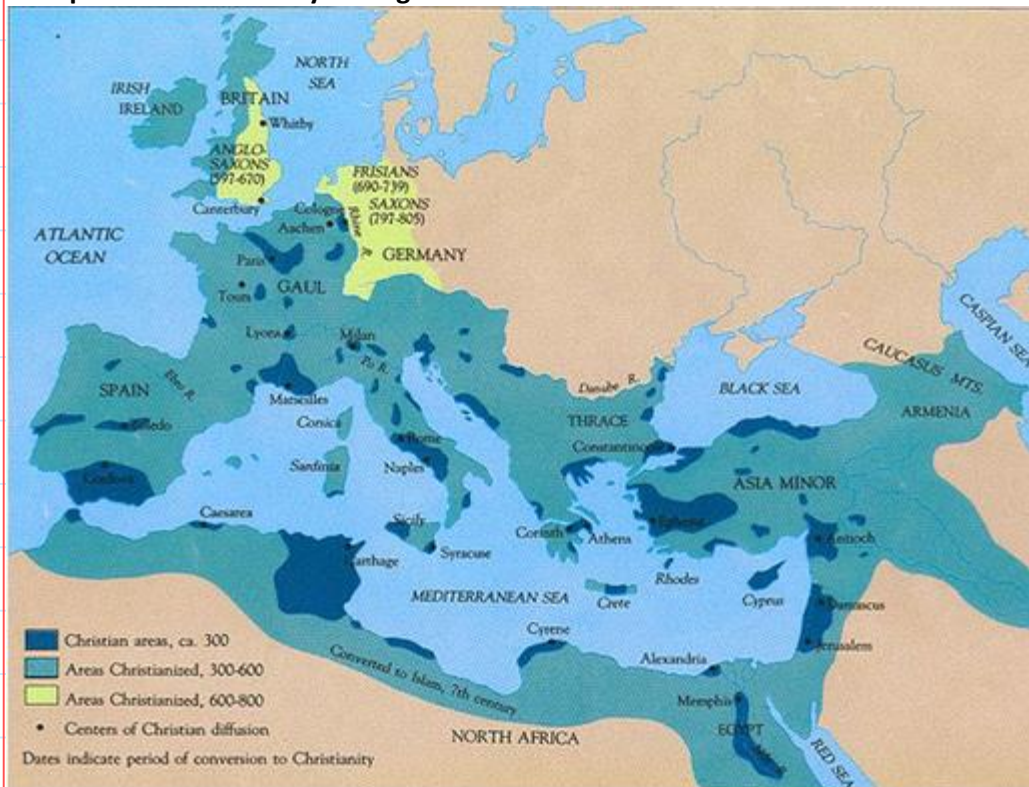 NORTH
SEA
IRISH
IRELAND
BRITAIN
Whitby
ANGLO-
SAXONS
(597-670)
Canterbury
FRISIANS
(690-739)
SAXONS
(797-805)
Cologne
Aachen
Rhine
R.
GERMANY
ATLANTIC
OCEAN
Paris
Tours
GAUL
Lyons
Milan
Po R.
Marseilles
SPAIN
Ebro R.
Toledo
Cordova
Corsica
Sardinia
Rome
Naples
Sicily
Syracuse
Caesarea
Carthage
Danube R.
THRACE
Constantinople
BLACK SEA
CASPIAN SEA
CAUCASUS MTS.
ARMENIA
ASIA MINOR
Ephesus
Corinth
Athens
Antioch
Rhodes
Crete
Cyprus
Damascus
Jerusalem
MEDITERRANEAN SEA
Cyrene
Alexandria
Memphis
EGYPT
RED SEA
Converted to Islam, 7th century
NORTH AFRICA
Christian areas, ca. 300
Areas Christianized, 300-600
Areas Christianized, 600-800
Centers of Christian diffusion
Dates indicate period of conversion to Christianity